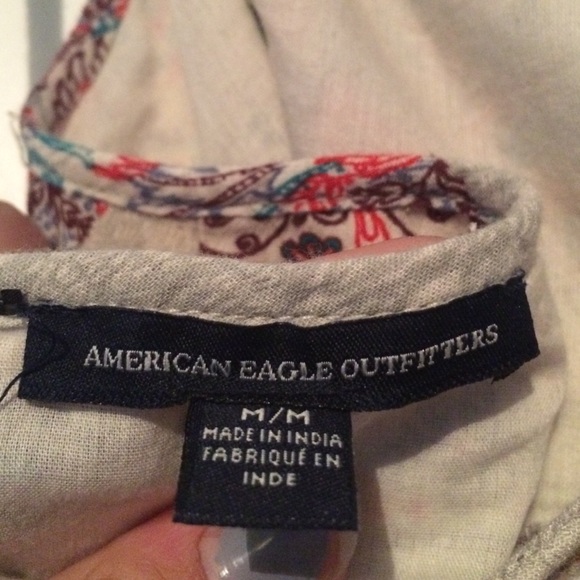 AMERICAN EAGLE OUTFITTERS
M/M
MADE IN INDIA
FABRIQUÉ EN
INDE